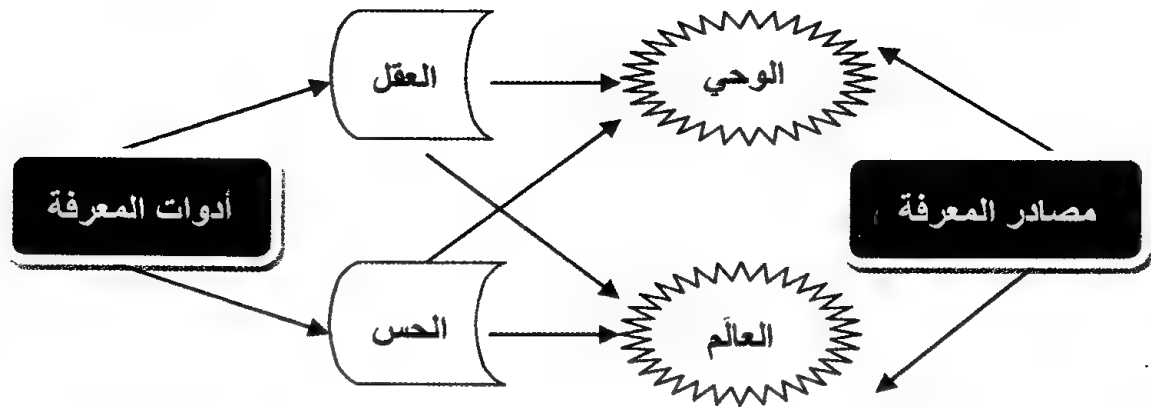 الوحي
العقل
مصادر المعرفة
أدوات المعرفة
العالَم
الحس